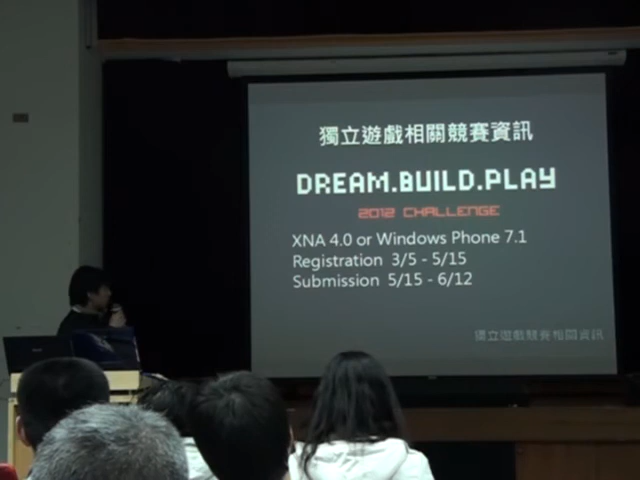 獨立遊戲相關競賽資訊
DREAM.BUILD.PLAY
2012 CHALLENGE
XNA 4.0 or Windows Phone 7.1
Registration 3/5 - 5/15
Submission 5/15 - 6/12
獨立遊戲競賽相關資訊